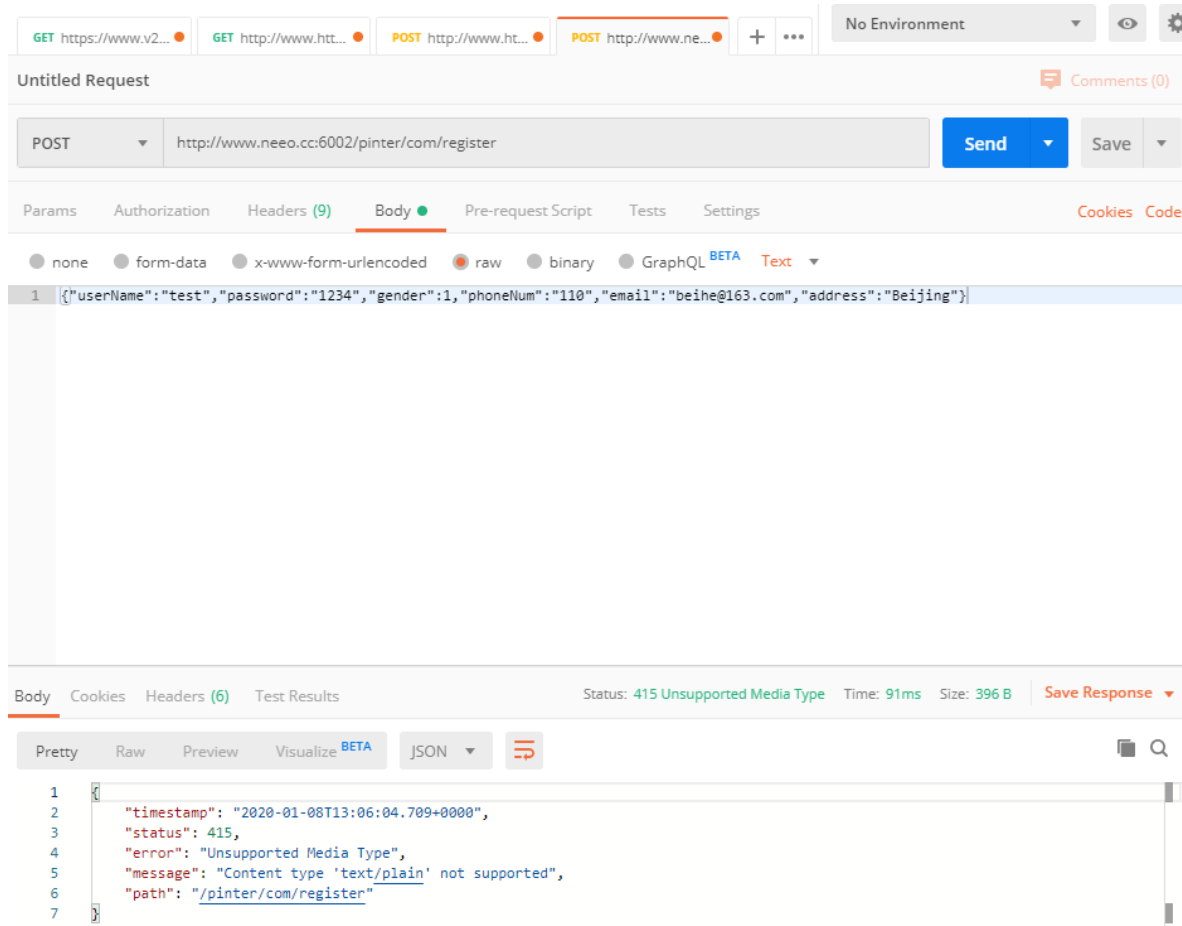 GET https://www.v2... GET http://www.htt... POST http://www.ht... POST http://www.ne... + ••• No Environment
Untitled Request Comments (0)
POST http://www.neeo.cc:6002/pinter/com/register Send Save
Params Authorization Headers (9) Body Pre-request Script Tests Settings Cookies Code
none form-data x-www-form-urlencoded raw binary GraphQL BETA Text
1 {"userName":"test","password":"1234","gender":1,"phoneNum":"110","email":"beihe@163.com","address":"Beijing"}
Body Cookies Headers (6) Test Results Status: 415 Unsupported Media Type Time: 91ms Size: 396 B Save Response
Pretty Raw Preview Visualize BETA JSON
1 {
2 "timestamp": "2020-01-08T13:06:04.709+0000",
3 "status": 415,
4 "error": "Unsupported Media Type",
5 "message": "Content type 'text/plain' not supported",
6 "path": "/pinter/com/register"
7 }